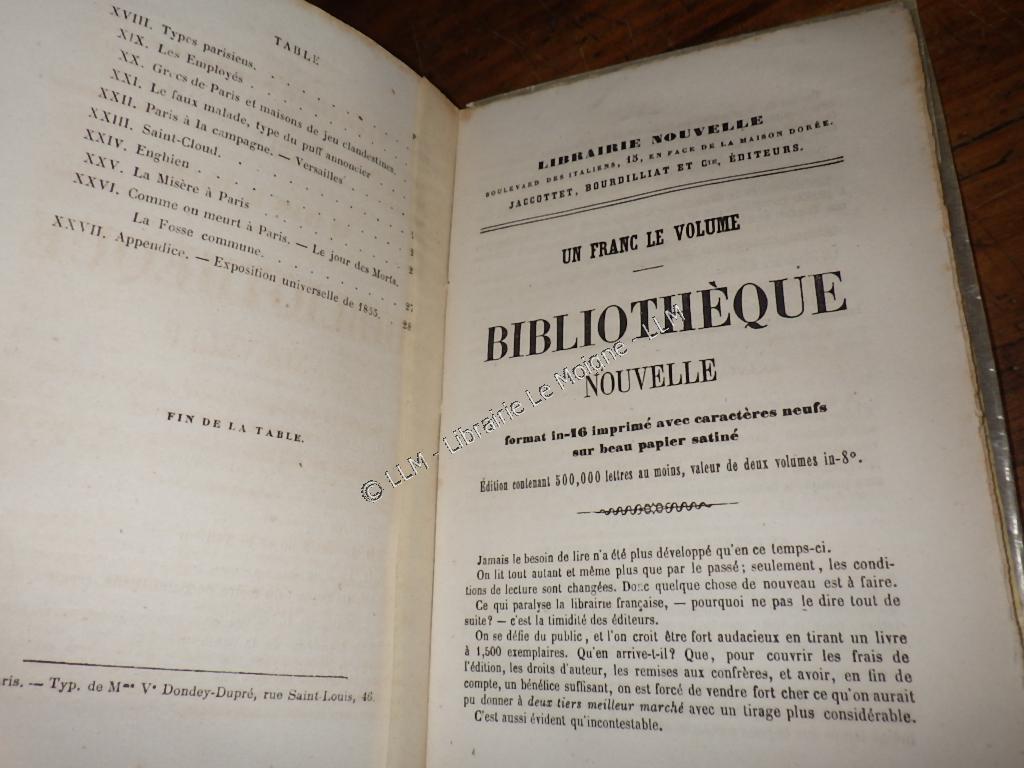 TABLE
XVIII. Types parisiens.
XIX. Les Employés
XX. Grecs de Paris et maisons de jeu clandestines.
XXI. Le faux malade, type du puff annoncier
XXII. Paris à la campagne. — Versailles
XXIII. Saint-Cloud.
XXIV. Enghien
XXV. La Misère à Paris
XXVI. Comme on meurt à Paris. — Le jour des Morts.
La Fosse commune. 27
XXVII. Appendice. — Exposition universelle de 1855. 28
FIN DE LA TABLE.
ris. — Typ. de Mme Ve Dondey-Dupré, rue Saint-Louis, 46.
LIBRAIRIE NOUVELLE
BOULEVARD DES ITALIENS, 15, EN FACE DE LA MAISON DORÉE.
JACCOTTET, BOURDILLIAT ET Cie, ÉDITEURS.
UN FRANC LE VOLUME
BIBLIOTHÈQUE
NOUVELLE
format in-16 imprimé avec caractères neufs
sur beau papier satiné
Édition contenant 500,000 lettres au moins, valeur de deux volumes in-8°.
Jamais le besoin de lire n'a été plus développé qu'en ce temps-ci.
On lit tout autant et même plus que par le passé; seulement, les condi-
tions de lecture sont changées. Donc quelque chose de nouveau est à faire.
Ce qui paralyse la librairie française, — pourquoi ne pas le dire tout de
suite? — c'est la timidité des éditeurs.
On se défie du public, et l'on croit être fort audacieux en tirant un livre
à 1,500 exemplaires. Qu'en arrive-t-il? Que, pour couvrir les frais de
l'édition, les droits d'auteur, les remises aux confrères, et avoir, en fin de
compte, un bénéfice suffisant, on est forcé de vendre fort cher ce qu'on aurait
pu donner à deux tiers meilleur marché avec un tirage plus considérable.
C'est aussi évident qu'incontestable.
© LLM - Librairie Le Moigne - LLM